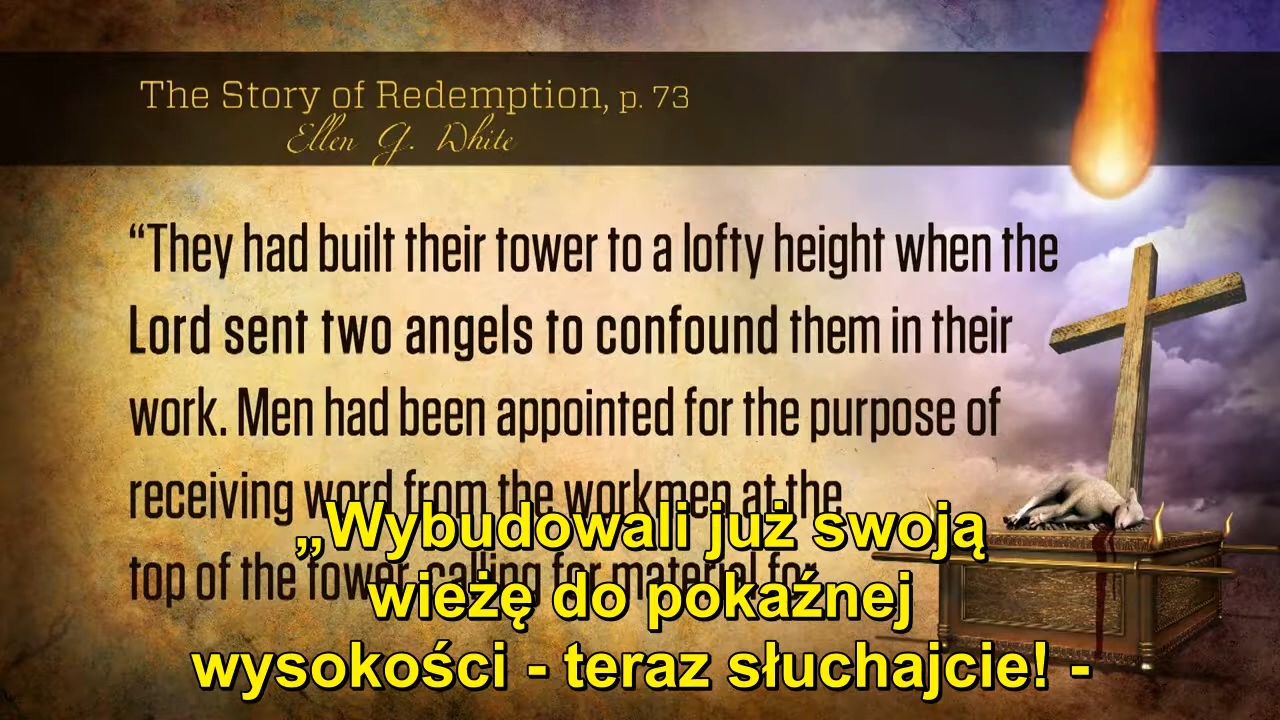 The Story of Redemption, p. 73
Ellen G. White
“They had built their tower to a lofty height when the
Lord sent two angels to confound them in their
work. Men had been appointed for the purpose of
receiving word from the workmen at the
top of the tower, calling for material for
„Wybudowali już swoją
wieżę do pokaźnej
wysokości - teraz słuchajcie! -